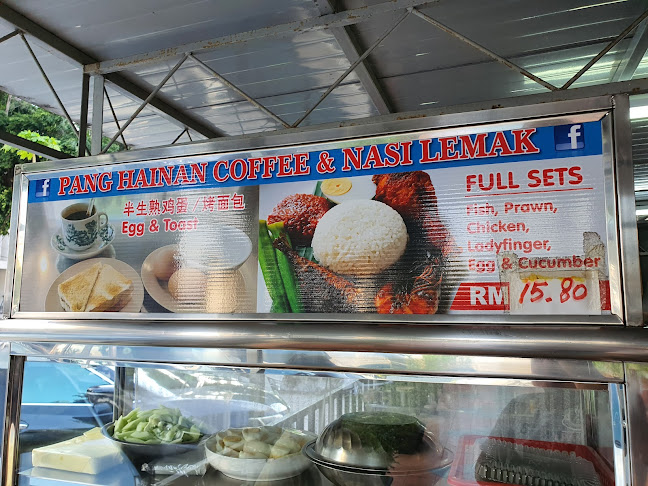 f PANG HAINAN COFFEE & NASI LEMAK f
半生熟鸡蛋 / 烤面包
Egg & Toast
FULL SETS
Fish, Prawn,
Chicken,
Ladyfinger,
Egg & Cucumber
RM 15.80